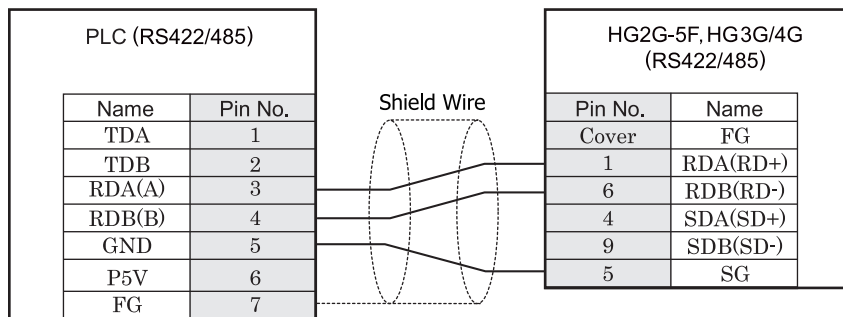 PLC (RS422/485)
Name Pin No.
TDA 1
TDB 2
RDA(A) 3
RDB(B) 4
GND 5
P5V 6
FG 7
Shield Wire
HG2G-5F, HG3G/4G
(RS422/485)
Pin No. Name
Cover FG
1 RDA(RD+)
6 RDB(RD-)
4 SDA(SD+)
9 SDB(SD-)
5 SG